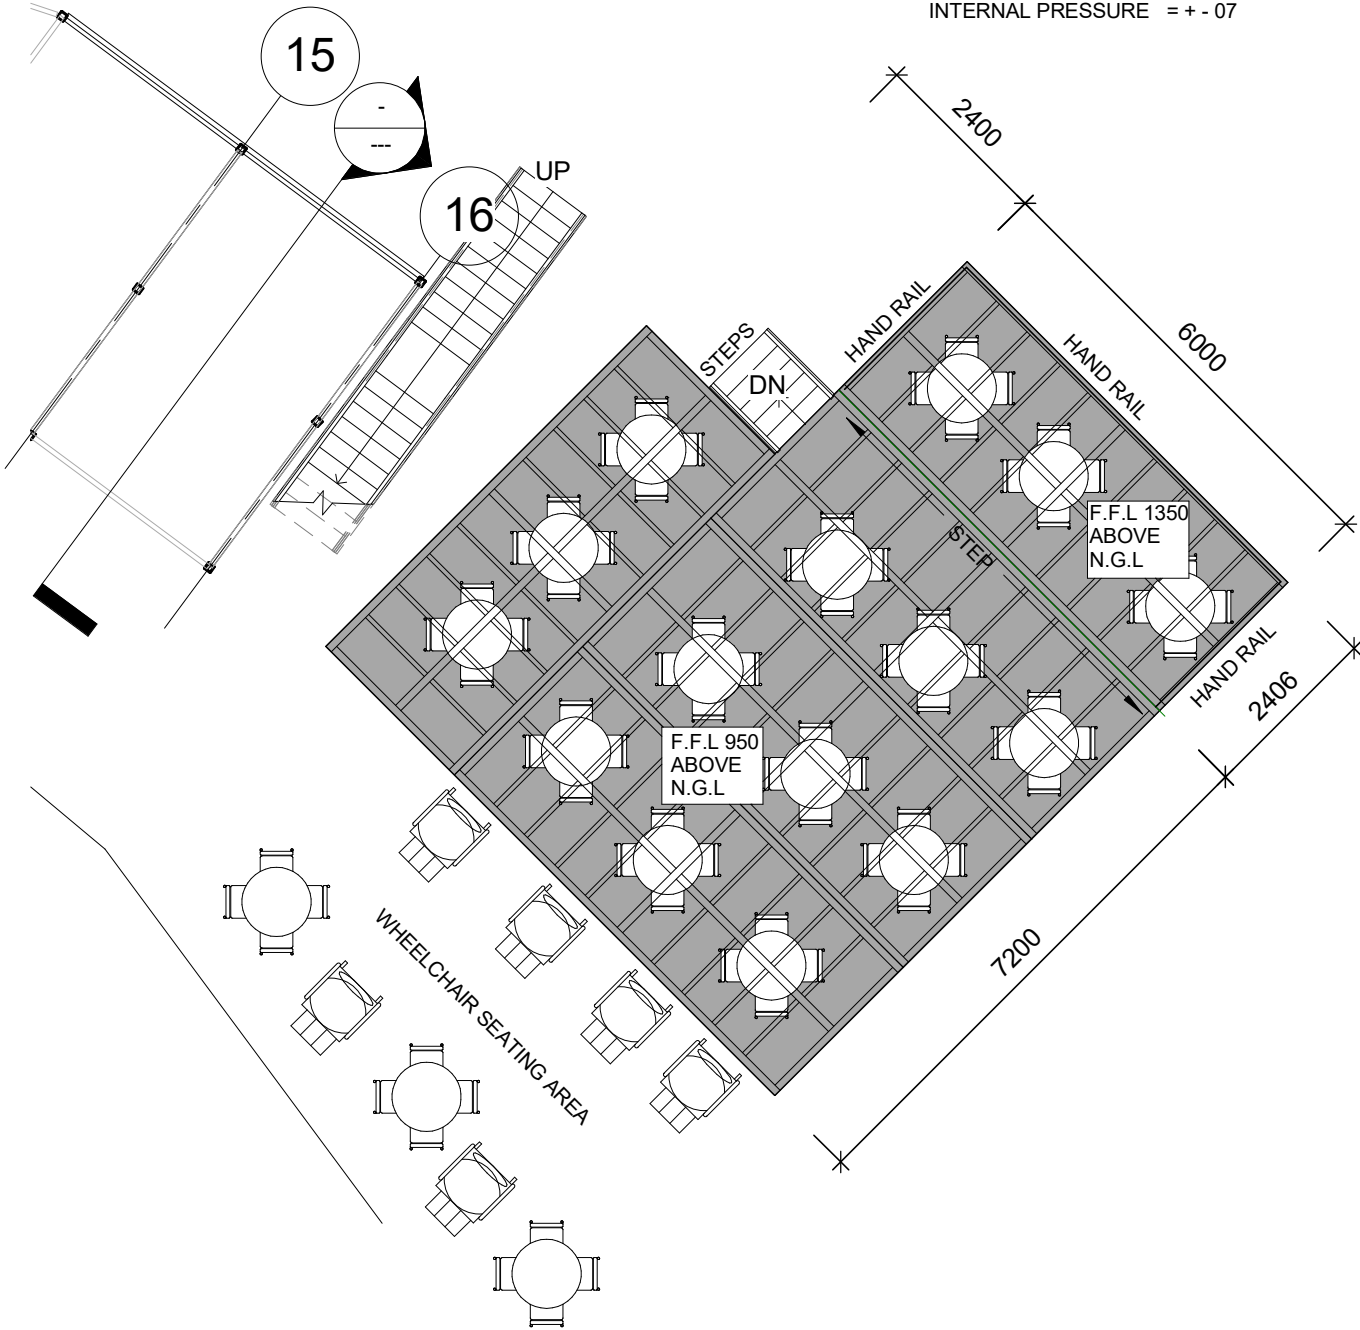 INTERNAL PRESSURE = + - 07
15
-
---
16
UP
2400
6000
HAND RAIL
HAND RAIL
STEPS
DN
F.F.L 1350
ABOVE
N.G.L
STEP
HAND RAIL
2406
F.F.L 950
ABOVE
N.G.L
7200
WHEELCHAIR SEATING AREA